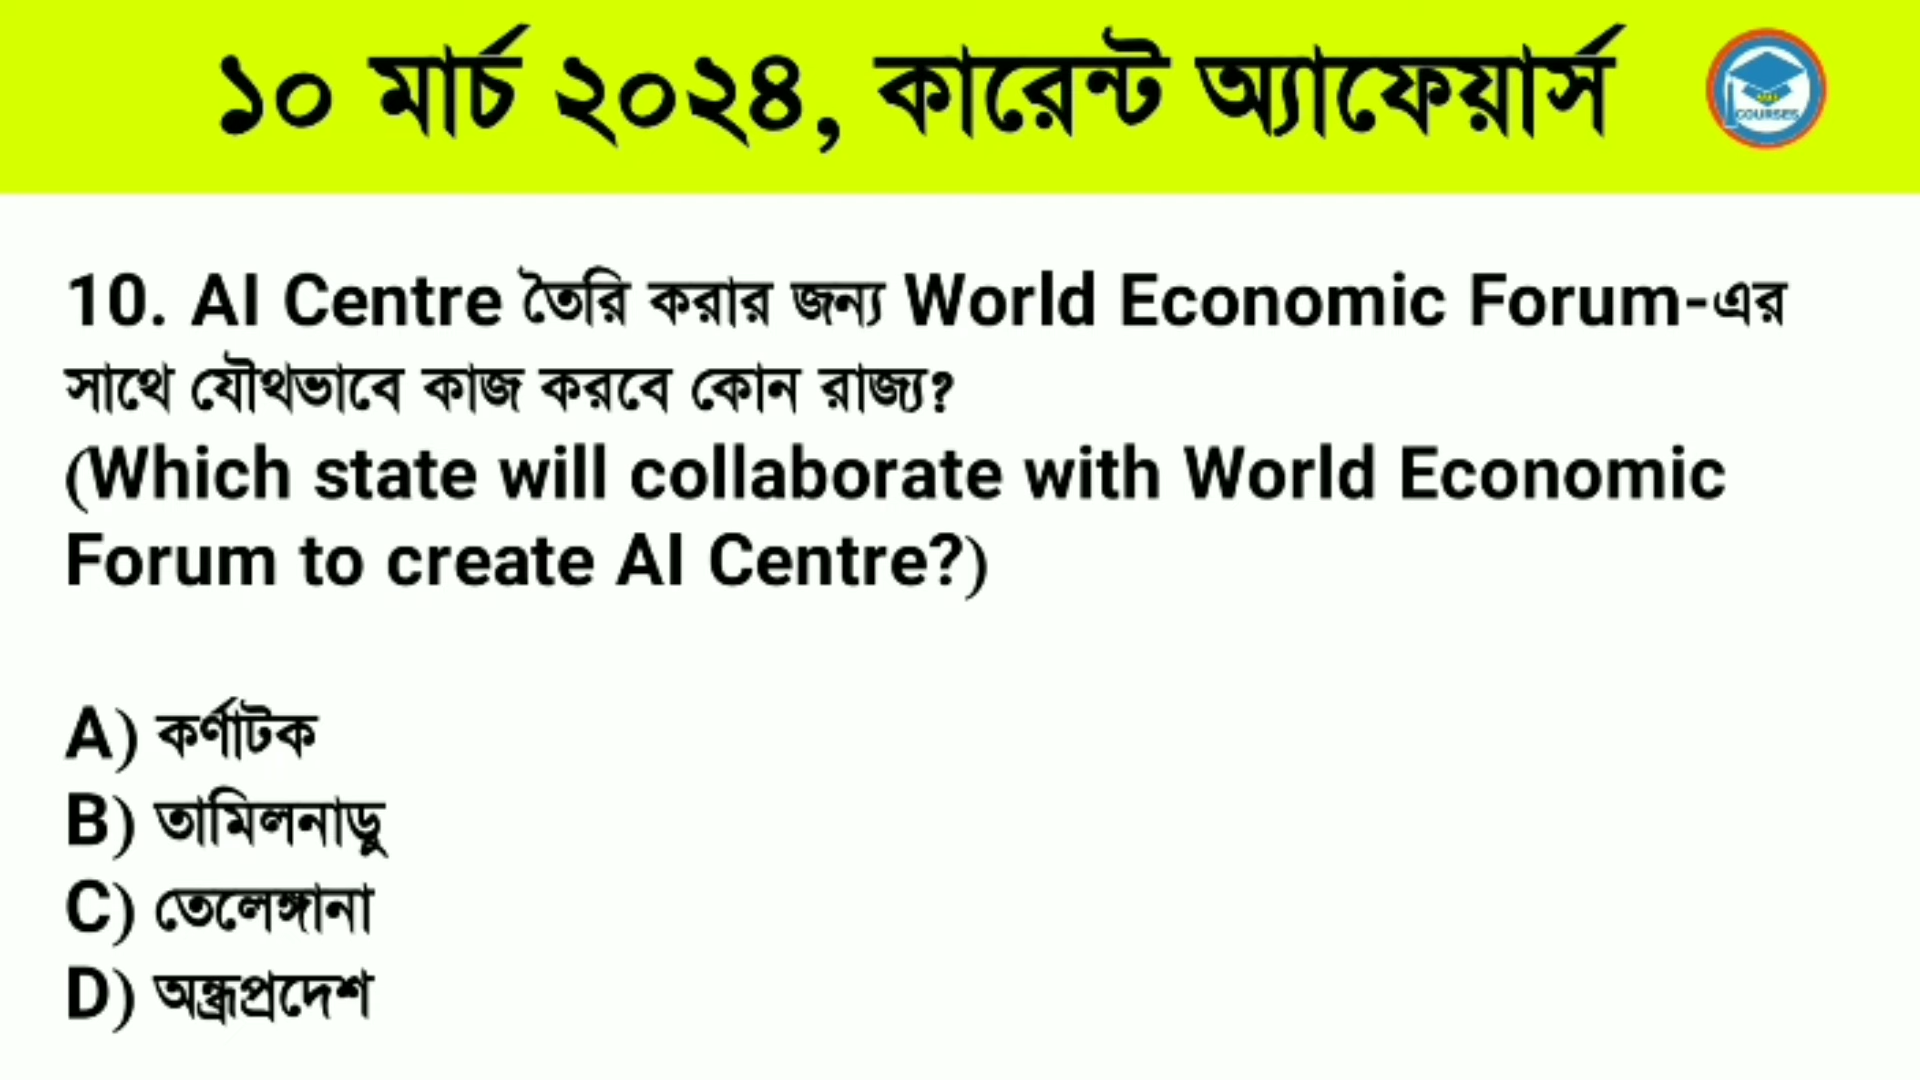 ১০ মার্চ ২০২৪, কারেন্ট অ্যাফেয়ার্স
COURSES
10. AI Centre তৈরি করার জন্য World Economic Forum-এর
সাথে যৌথভাবে কাজ করবে কোন রাজ্য?
(Which state will collaborate with World Economic
Forum to create AI Centre?)
A) কর্ণাটক
B) তামিলনাড়ু
C) তেলেঙ্গানা
D) অন্ধ্রপ্রদেশ